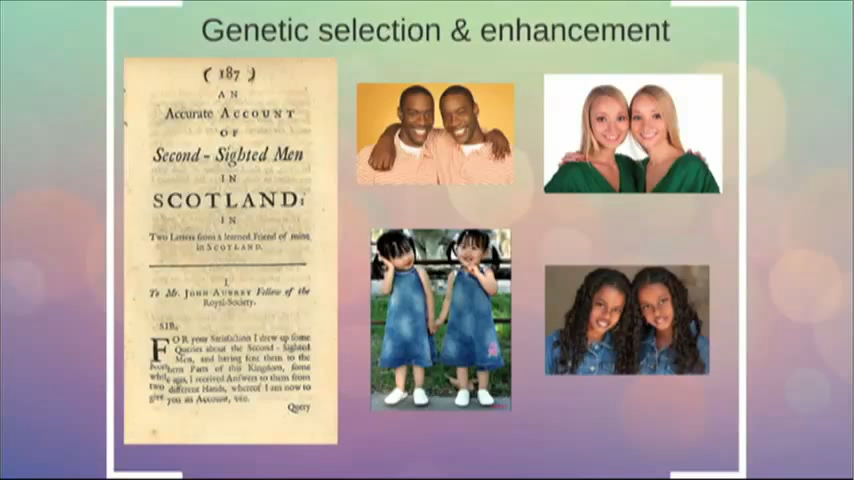 Genetic selection & enhancement
( 187 )
AN
Accurate ACCOUNT
OF
Second-Sighted Men
IN
SCOTLAND:
IN
Two Letters from a learned Friend of mine
in SCOTLAND.
I
To Mr. JOHN AUBREY Fellow of the
Royal-Society.
SIR,
FOR your Satisfaction I drew up some
Queries about the Second-Sighted
Men, and having sent them to the
Northern Parts of this Kingdom, some
while ago, I received Answers to them from
two different Hands, whereof I am now to
give you an Account, viz.
Query